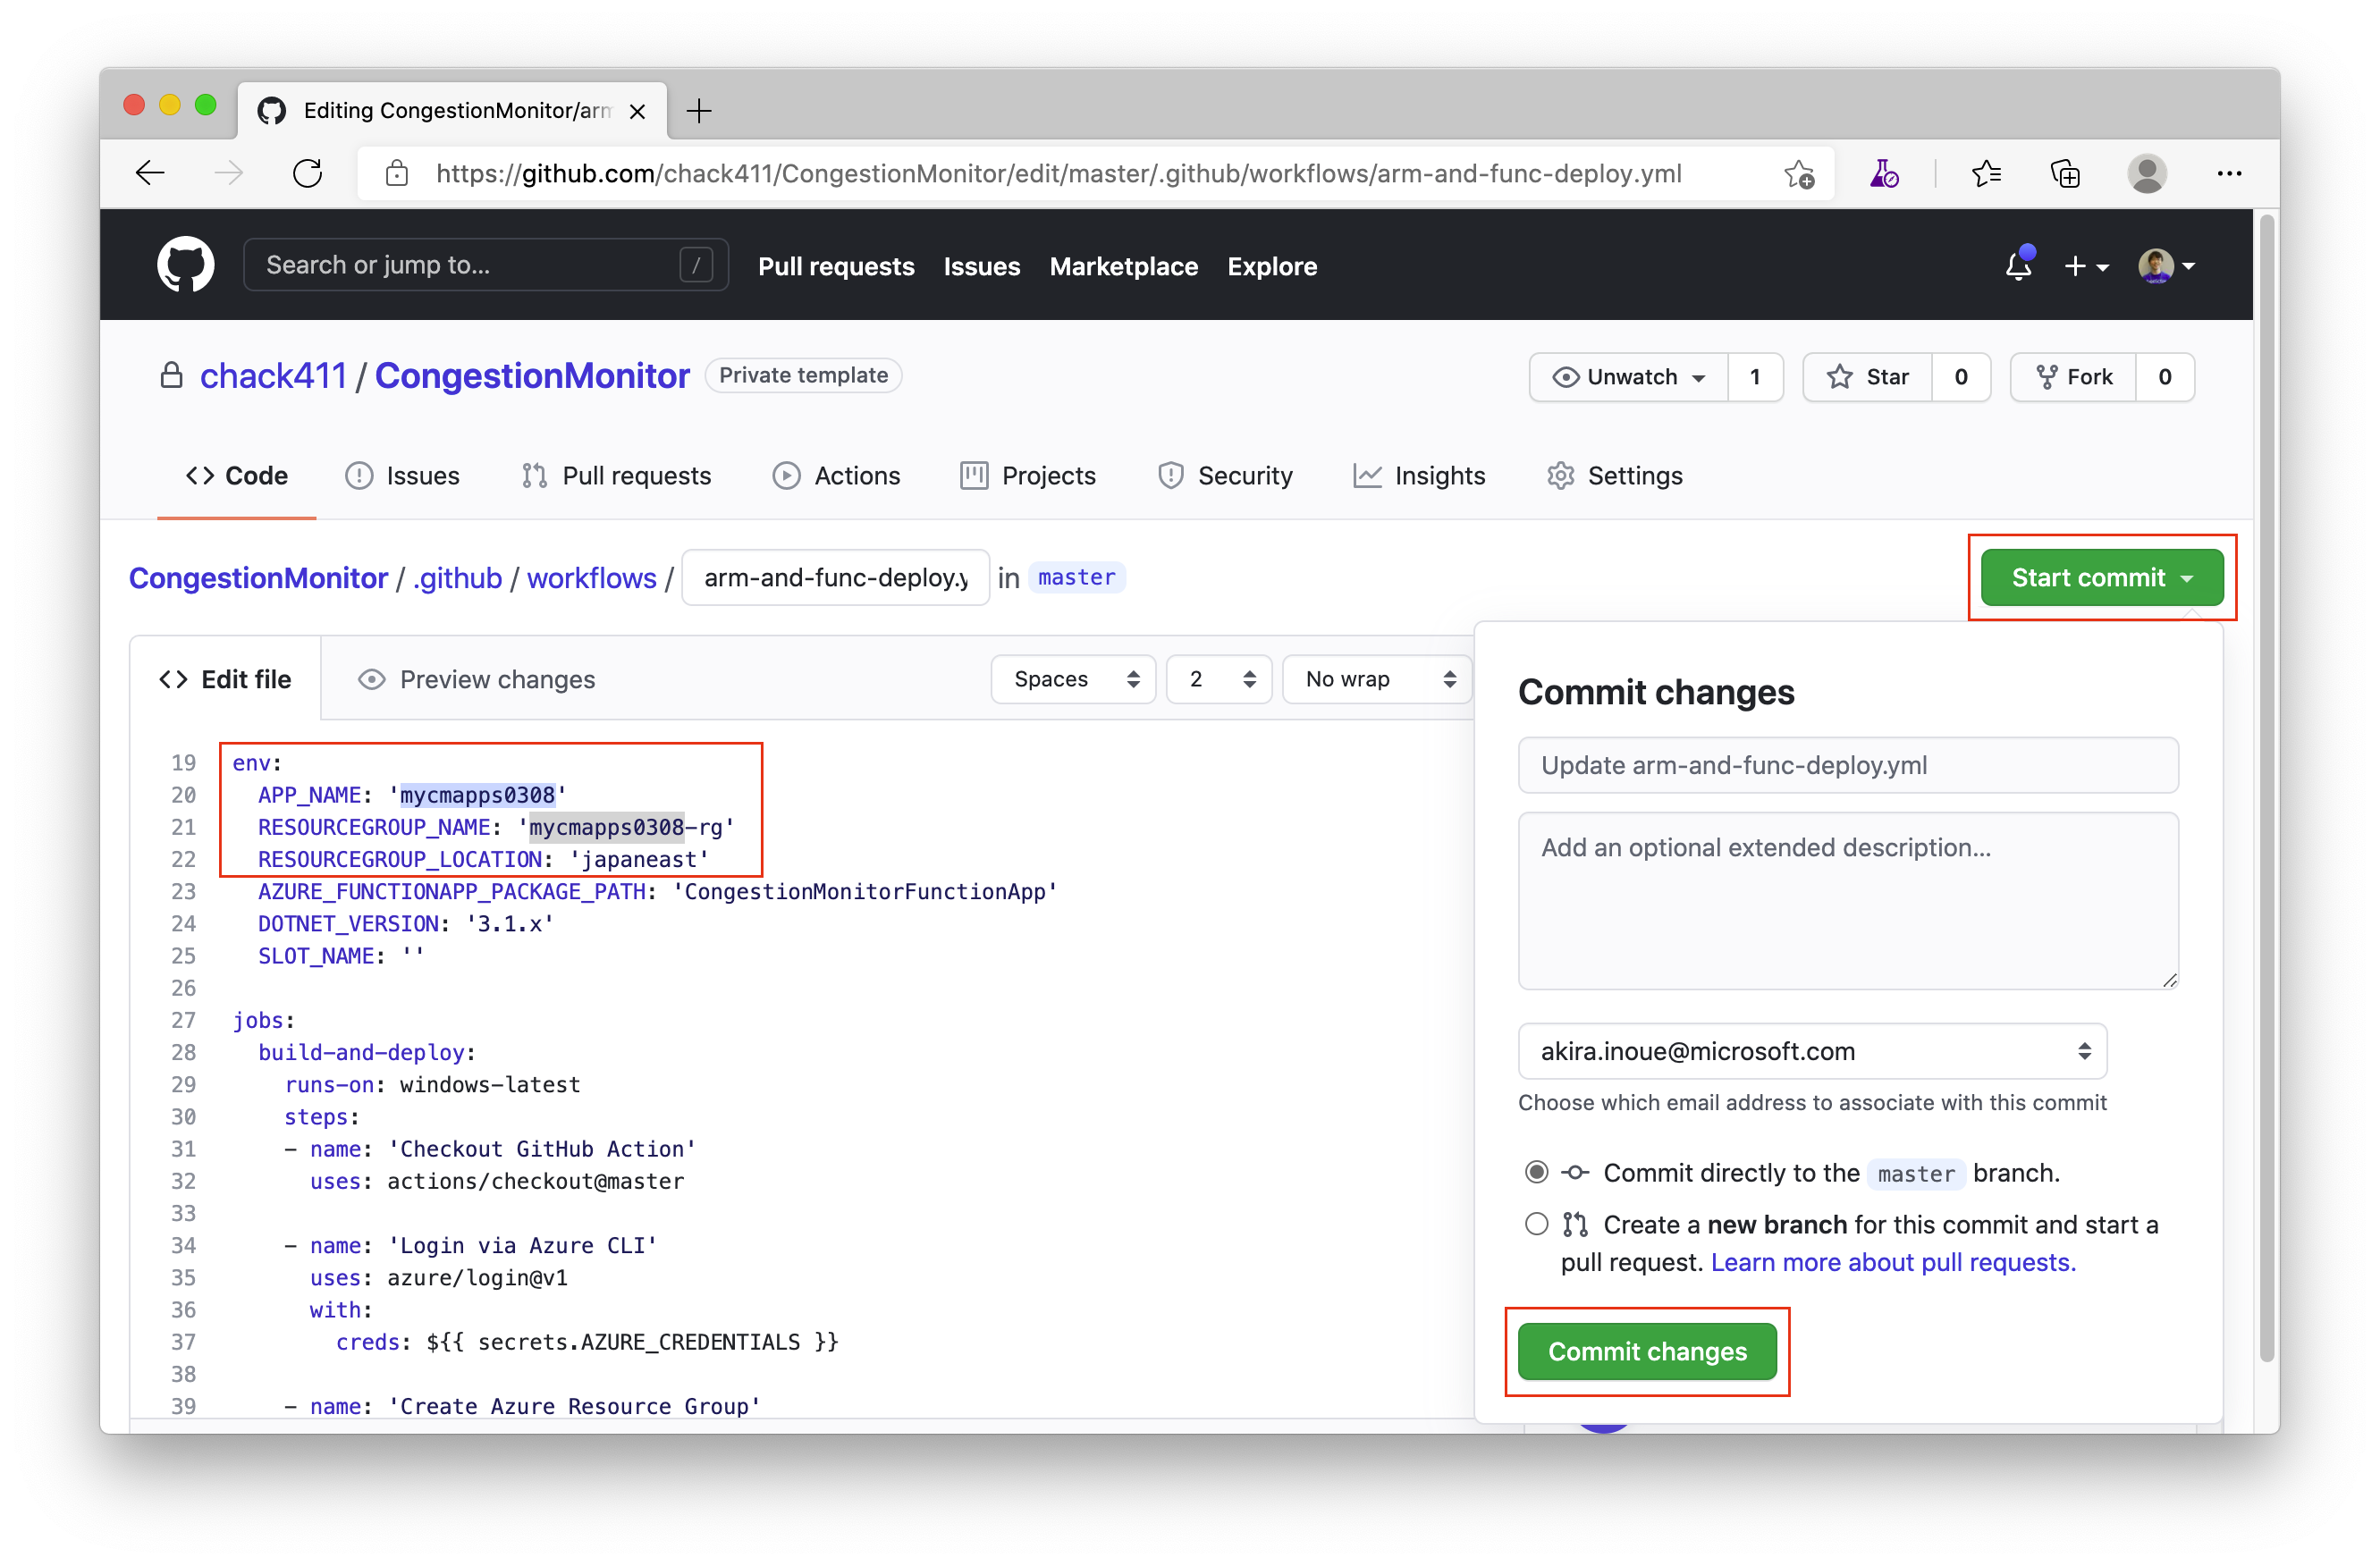 Editing CongestionMonitor/arm
https://github.com/chack411/CongestionMonitor/edit/master/.github/workflows/arm-and-func-deploy.yml
Search or jump to... /
Pull requests Issues Marketplace Explore
chack411 / CongestionMonitor Private template
Unwatch 1 Star 0 Fork 0
Code Issues Pull requests Actions Projects Security Insights Settings
CongestionMonitor / .github / workflows / arm-and-func-deploy.y in master
Start commit
Edit file Preview changes Spaces 2 No wrap
19 env:
20 APP_NAME: 'mycmapps0308'
21 RESOURCEGROUP_NAME: 'mycmapps0308-rg'
22 RESOURCEGROUP_LOCATION: 'japaneast'
23 AZURE_FUNCTIONAPP_PACKAGE_PATH: 'CongestionMonitorFunctionApp'
24 DOTNET_VERSION: '3.1.x'
25 SLOT_NAME: ''
26
27 jobs:
28 build-and-deploy:
29 runs-on: windows-latest
30 steps:
31 - name: 'Checkout GitHub Action'
32 uses: actions/checkout@master
33
34 - name: 'Login via Azure CLI'
35 uses: azure/login@v1
36 with:
37 creds: ${{ secrets.AZURE_CREDENTIALS }}
38
39 - name: 'Create Azure Resource Group'
Commit changes
Update arm-and-func-deploy.yml
Add an optional extended description...
akira.inoue@microsoft.com
Choose which email address to associate with this commit
Commit directly to the master branch.
Create a new branch for this commit and start a
pull request. Learn more about pull requests.
Commit changes